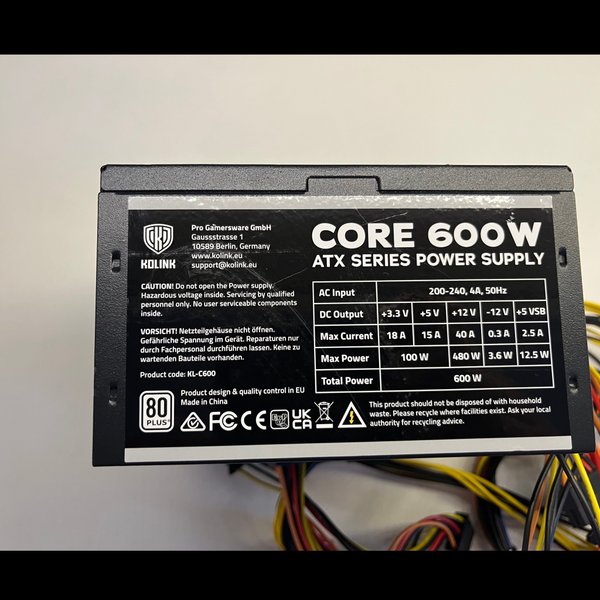 KOLINK
Pro Gamersware GmbH
Gaussstrasse 1
10589 Berlin, Germany
www.kolink.eu
support@kolink.eu
CAUTION! Do not open the Power supply.
Hazardous voltage inside. Servicing by qualified
personnel only. No user serviceable components
inside.
VORSICHT! Netzteilgehäuse nicht öffnen.
Gefährliche Spannung im Gerät. Reparaturen nur
durch Fachpersonal durchführen lassen. Keine zu
wartenden Bauteile vorhanden.
Product code: KL-C600
80
PLUS
Product design & quality control in EU
Made in China
FC CE UK
CA
CORE 600W
ATX SERIES POWER SUPPLY
AC Input 200-240, 4A, 50Hz
DC Output +3.3 V +5 V +12 V -12 V +5 VSB
Max Current 18 A 15 A 40 A 0.3 A 2.5 A
Max Power 100 W 480 W 3.6 W 12.5 W
Total Power 600 W
This product should not be disposed of with household
waste. Please recycle where facilities exist. Ask your local
authority for recycling advice.